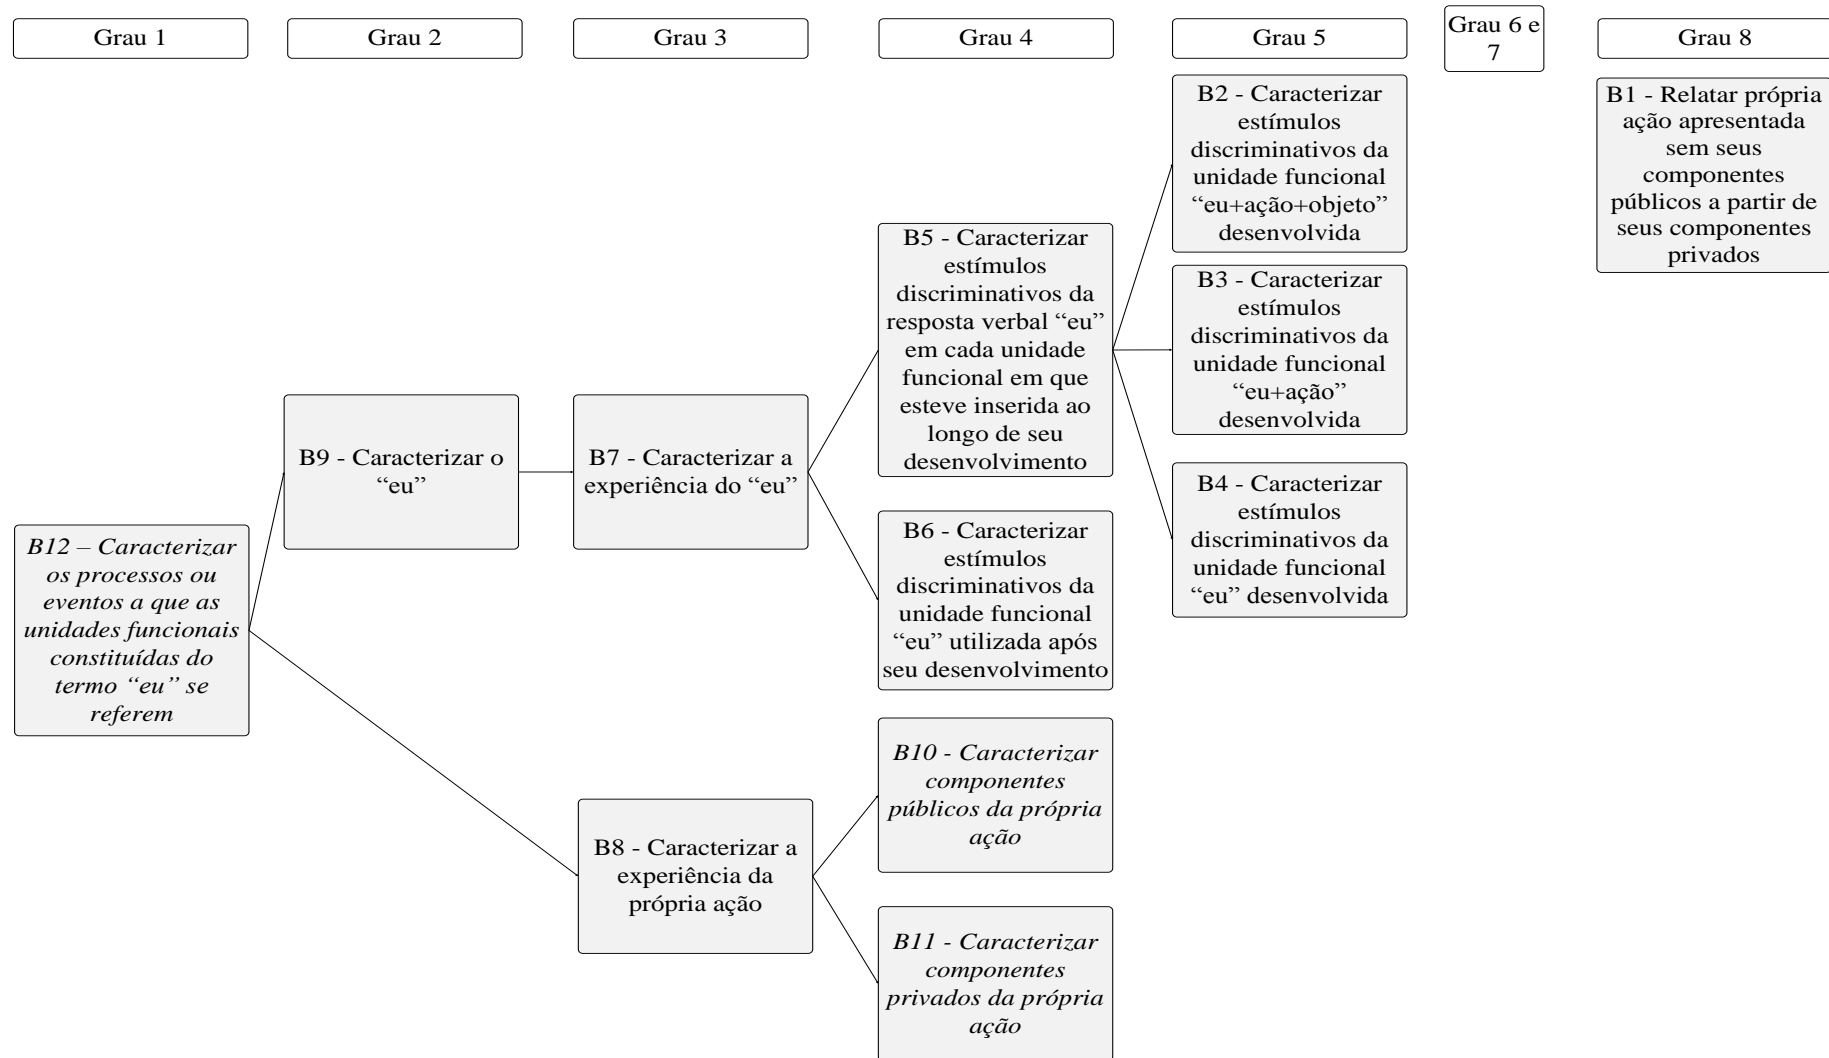 Grau 1
Grau 2
Grau 3
Grau 4
Grau 5
Grau 6 e
7
Grau 8
B12 – Caracterizar
os processos ou
eventos a que as
unidades funcionais
constituídas do
termo “eu” se
referem
B9 - Caracterizar o
“eu”
B7 - Caracterizar a
experiência do “eu”
B8 - Caracterizar a
experiência da
própria ação
B5 - Caracterizar
estímulos
discriminativos da
resposta verbal “eu”
em cada unidade
funcional em que
esteve inserida ao
longo de seu
desenvolvimento
B6 - Caracterizar
estímulos
discriminativos da
unidade funcional
“eu” utilizada após
seu desenvolvimento
B10 - Caracterizar
componentes
públicos da própria
ação
B11 - Caracterizar
componentes
privados da própria
ação
B2 - Caracterizar
estímulos
discriminativos da
unidade funcional
“eu+ação+objeto”
desenvolvida
B3 - Caracterizar
estímulos
discriminativos da
unidade funcional
“eu+ação”
desenvolvida
B4 - Caracterizar
estímulos
discriminativos da
unidade funcional
“eu” desenvolvida
B1 - Relatar própria
ação apresentada
sem seus
componentes
públicos a partir de
seus componentes
privados